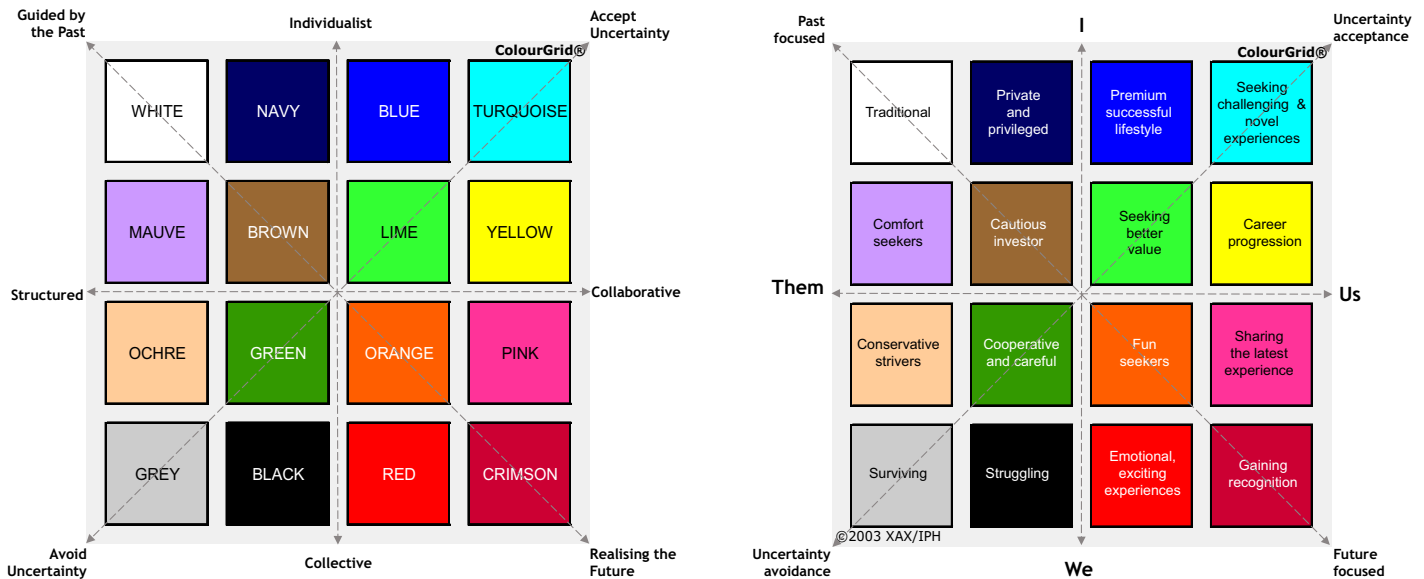 Guided by
the Past
Individualist
Accept
Uncertainty
ColourGrid®
WHITE
NAVY
BLUE
TURQUOISE
MAUVE
BROWN
LIME
YELLOW
Structured
Collaborative
OCHRE
GREEN
ORANGE
PINK
GREY
BLACK
RED
CRIMSON
Avoid
Uncertainty
Collective
Realising the
Future
Past
focused
I
Uncertainty
acceptance
ColourGrid®
Traditional
Private
and
privileged
Premium
successful
lifestyle
Seeking
challenging &
novel
experiences
Comfort
seekers
Cautious
investor
Seeking
better
value
Career
progression
Them
Us
Conservative
strivers
Cooperative
and careful
Fun
seekers
Sharing
the latest
experience
Surviving
Struggling
Emotional,
exciting
experiences
Gaining
recognition
©2003 XAX/IPH
Uncertainty
avoidance
We
Future
focused